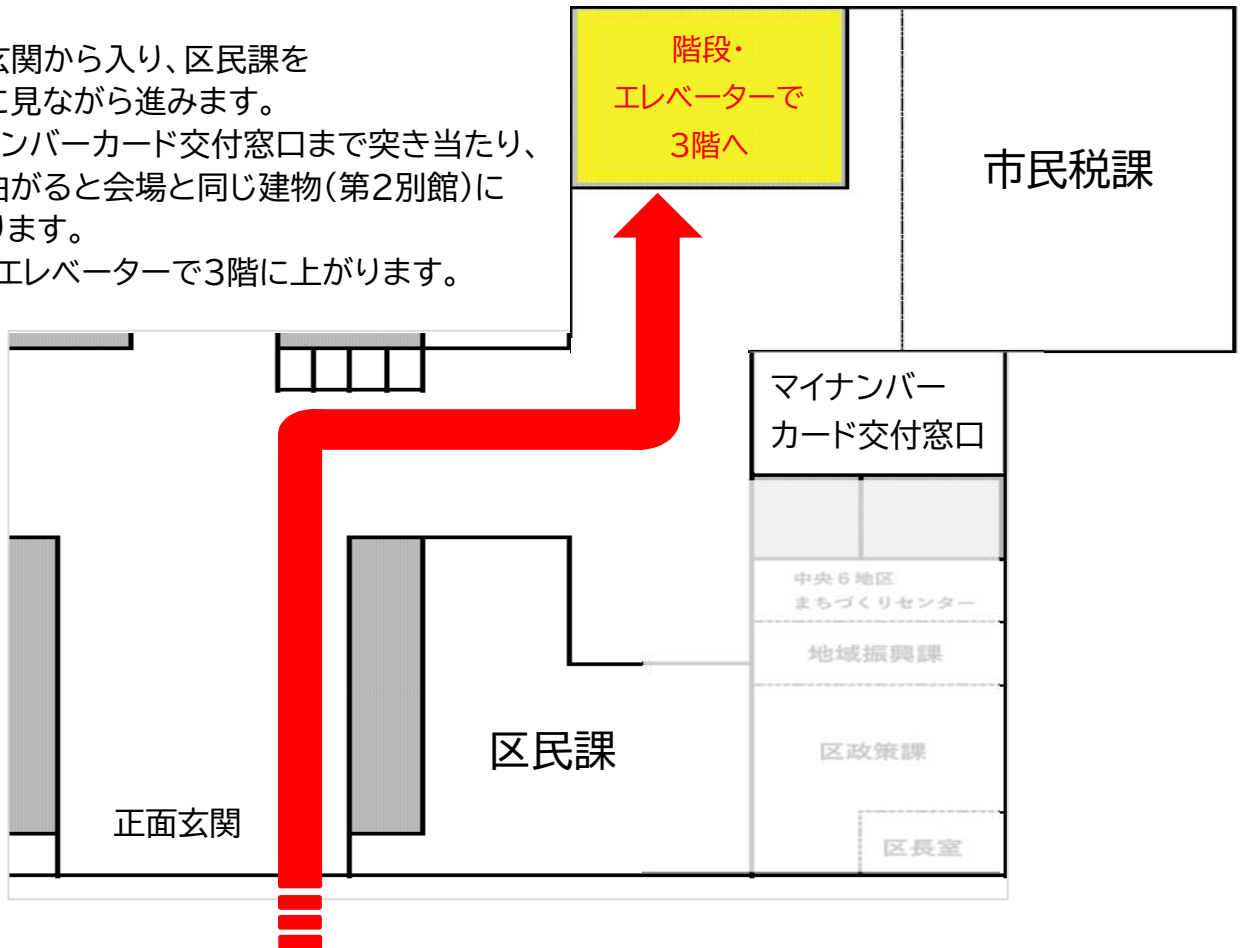 玄関から入り、区民課を
に見ながら進みます。
ンバーカード交付窓口まで突き当たり、
曲がると会場と同じ建物(第2別館)に
ります。
エレベーターで3階に上がります。
階段・
エレベーターで
3階へ
市民税課
マイナンバー
カード交付窓口
中央6地区
まちづくりセンター
地域振興課
区民課
区政策課
正面玄関
区長室